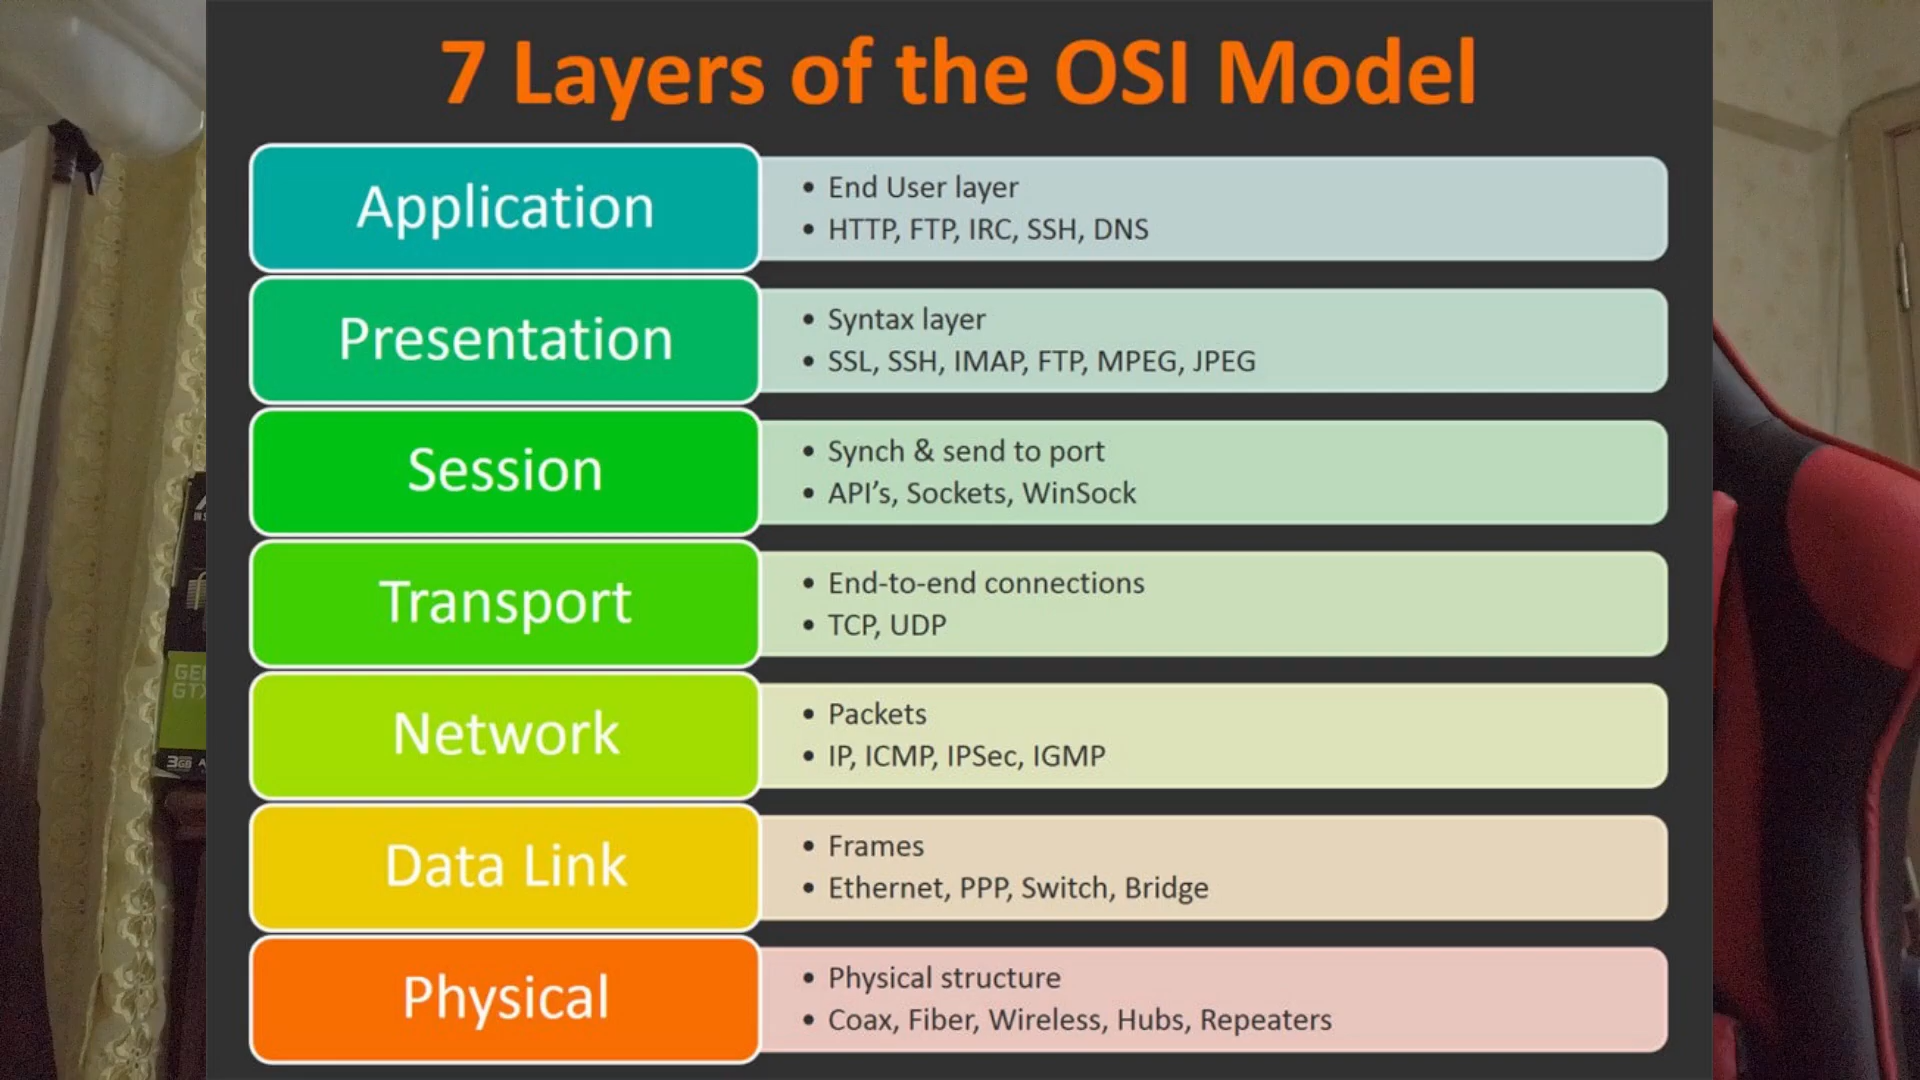 7 Layers of the OSI Model
Application
• End User layer
• HTTP, FTP, IRC, SSH, DNS
Presentation
• Syntax layer
• SSL, SSH, IMAP, FTP, MPEG, JPEG
Session
• Synch & send to port
• API’s, Sockets, WinSock
Transport
• End-to-end connections
• TCP, UDP
Network
• Packets
• IP, ICMP, IPSec, IGMP
Data Link
• Frames
• Ethernet, PPP, Switch, Bridge
Physical
• Physical structure
• Coax, Fiber, Wireless, Hubs, Repeaters
3GB